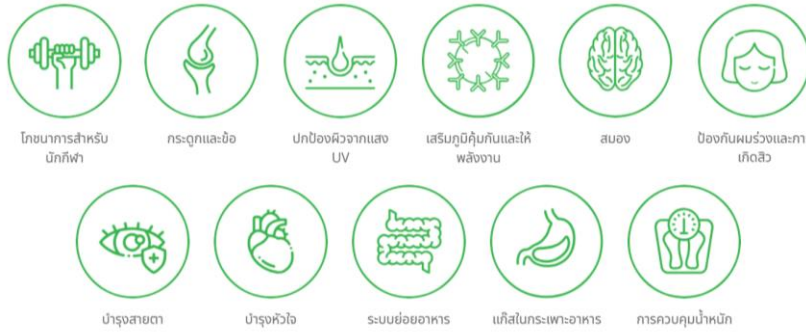 โภชนาการสำหรับ
นักกีฬา
กระดูกและข้อ
ปกป้องผิวจากแสง
UV
เสริมภูมิคุ้มกันและให้
พลังงาน
สมอง
ป้องกันผมร่วงและกา
เกิดสิว
บำรุงสายตา
บำรุงหัวใจ
ระบบย่อยอาหาร
แก๊สในกระเพาะอาหาร
การควบคุมน้ำหนัก